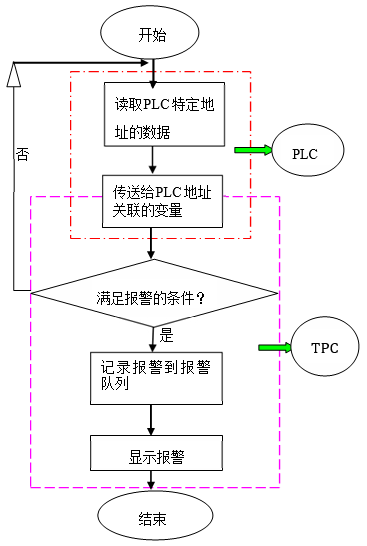 开始
读取PLC特定地
址的数据
否
PLC
传送给PLC地址
关联的变量
满足报警的条件?
是
TPC
记录报警到报警
队列
显示报警
结束